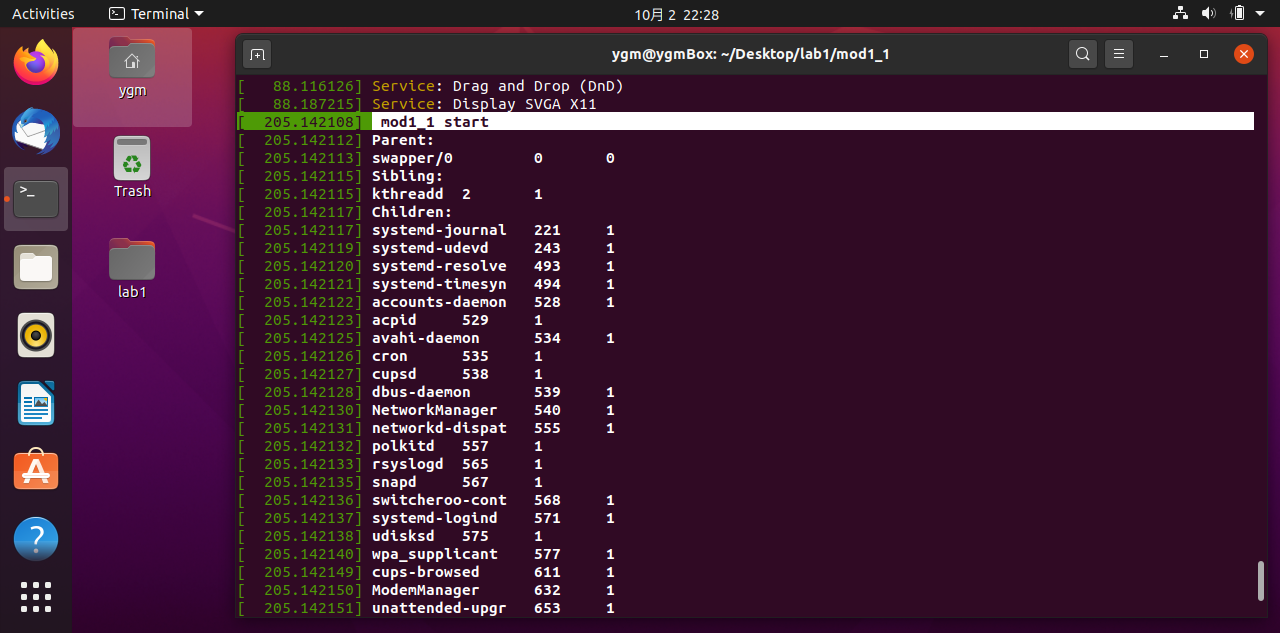 Activities Terminal 10月 2 22:28
ygm@ygmBox: ~/Desktop/lab1/mod1_1
ygm
Trash
lab1
[   88.116126] Service: Drag and Drop (DnD)
[   88.187215] Service: Display SVGA X11
[  205.142108]  mod1_1 start
[  205.142112] Parent:
[  205.142113] swapper/0 0 0
[  205.142115] Sibling:
[  205.142115] kthreadd 2 1
[  205.142117] Children:
[  205.142117] systemd-journal 221 1
[  205.142119] systemd-udevd 243 1
[  205.142120] systemd-resolve 493 1
[  205.142121] systemd-timesyn 494 1
[  205.142122] accounts-daemon 528 1
[  205.142123] acpid 529 1
[  205.142125] avahi-daemon 534 1
[  205.142126] cron 535 1
[  205.142127] cupsd 538 1
[  205.142128] dbus-daemon 539 1
[  205.142130] NetworkManager 540 1
[  205.142131] networkd-dispat 555 1
[  205.142132] polkitd 557 1
[  205.142133] rsyslogd 565 1
[  205.142135] snapd 567 1
[  205.142136] switcheroo-cont 568 1
[  205.142137] systemd-logind 571 1
[  205.142138] udisksd 575 1
[  205.142140] wpa_supplicant 577 1
[  205.142149] cups-browsed 611 1
[  205.142150] ModemManager 632 1
[  205.142151] unattended-upgr 653 1